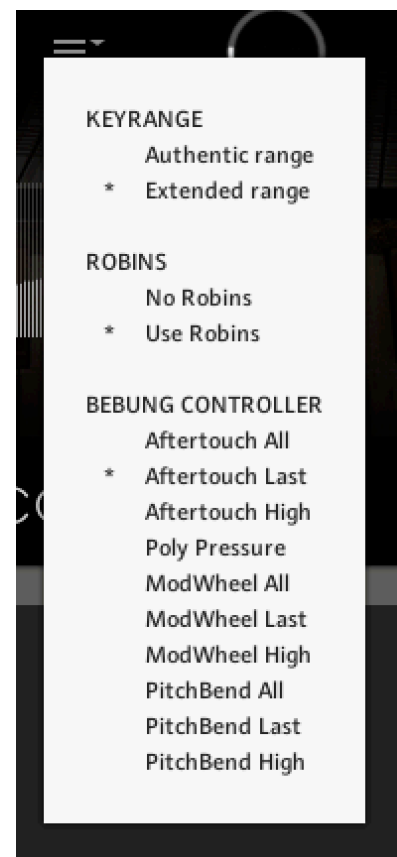 KEYRANGE
Authentic range
* Extended range
ROBINS
No Robins
* Use Robins
BEBUNG CONTROLLER
Aftertouch All
* Aftertouch Last
Aftertouch High
Poly Pressure
ModWheel All
ModWheel Last
ModWheel High
PitchBend All
PitchBend Last
PitchBend High